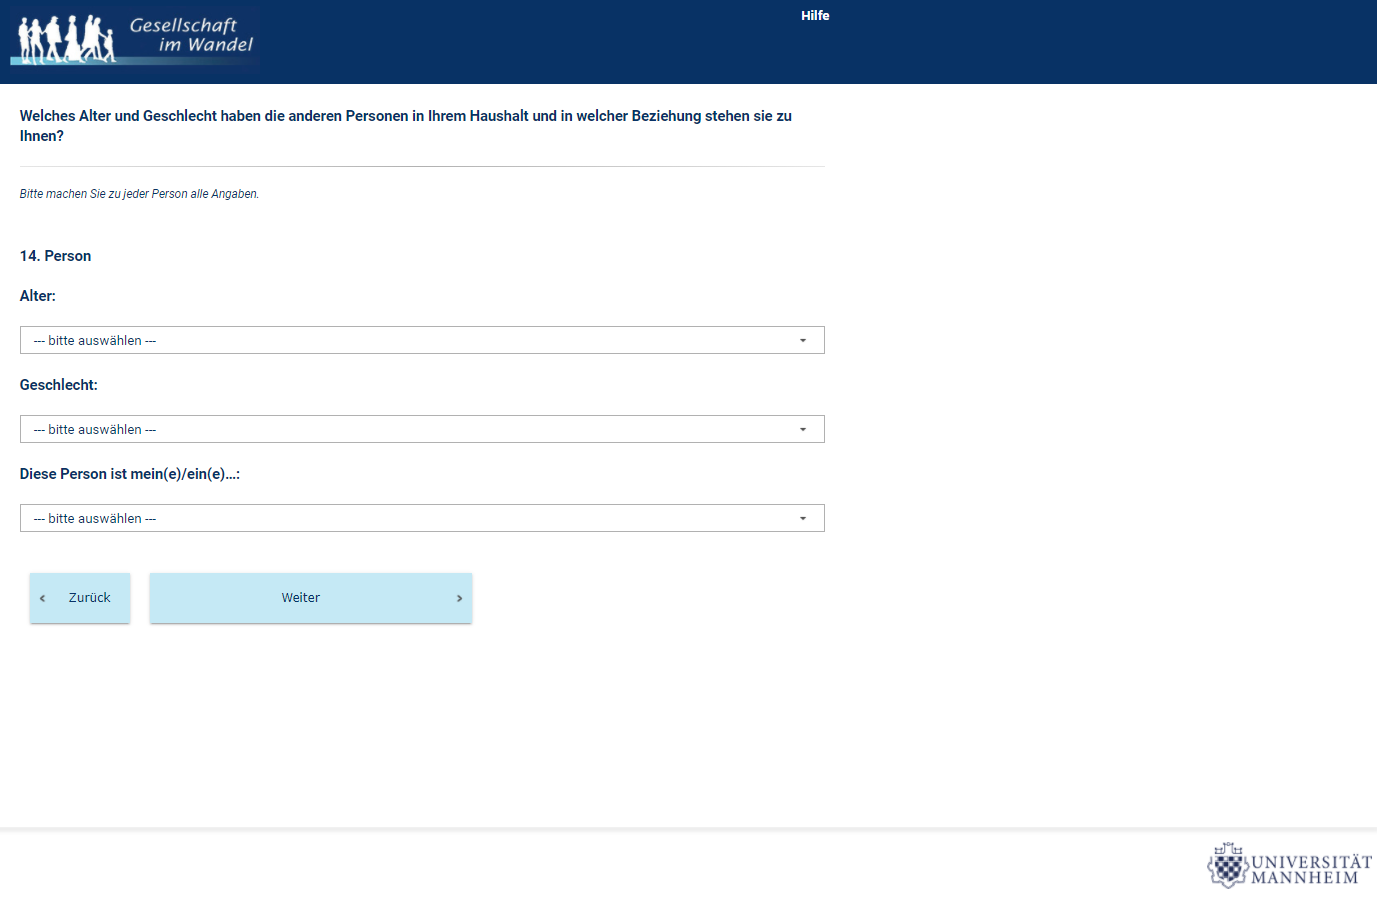 Gesellschaft
im Wandel
Hilfe
Welches Alter und Geschlecht haben die anderen Personen in Ihrem Haushalt und in welcher Beziehung stehen sie zu
Ihnen?
Bitte machen Sie zu jeder Person alle Angaben.
14. Person
Alter:
--- bitte auswählen ---
Geschlecht:
--- bitte auswählen ---
Diese Person ist mein(e)/ein(e)...:
--- bitte auswählen ---
Zurück
Weiter
UNIVERSITÄT
MANNHEIM